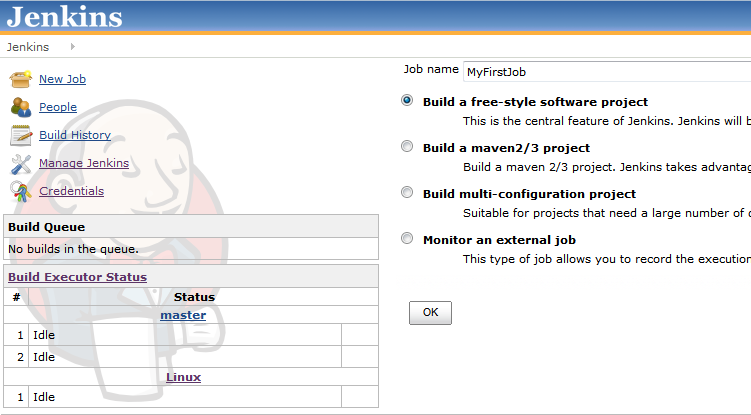 Jenkins
Jenkins
New Job
People
Build History
Manage Jenkins
Credentials
Build Queue
No builds in the queue.
Build Executor Status
# Status
master
1 Idle
2 Idle
Linux
1 Idle
Job name MyFirstJob
Build a free-style software project
This is the central feature of Jenkins. Jenkins will b
Build a maven2/3 project
Build a maven 2/3 project. Jenkins takes advantag
Build multi-configuration project
Suitable for projects that need a large number of
Monitor an external job
This type of job allows you to record the execution
OK